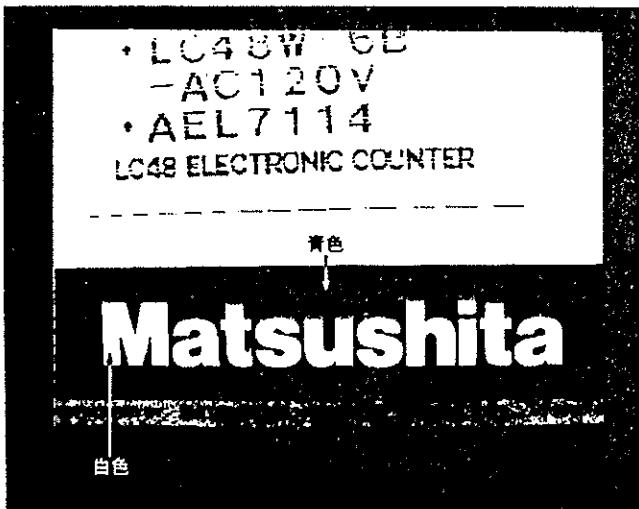 ・LC48W-6B
-AC120V
・AEL7114
LC48 ELECTRONIC COUNTER
青色
Matsushita
白色